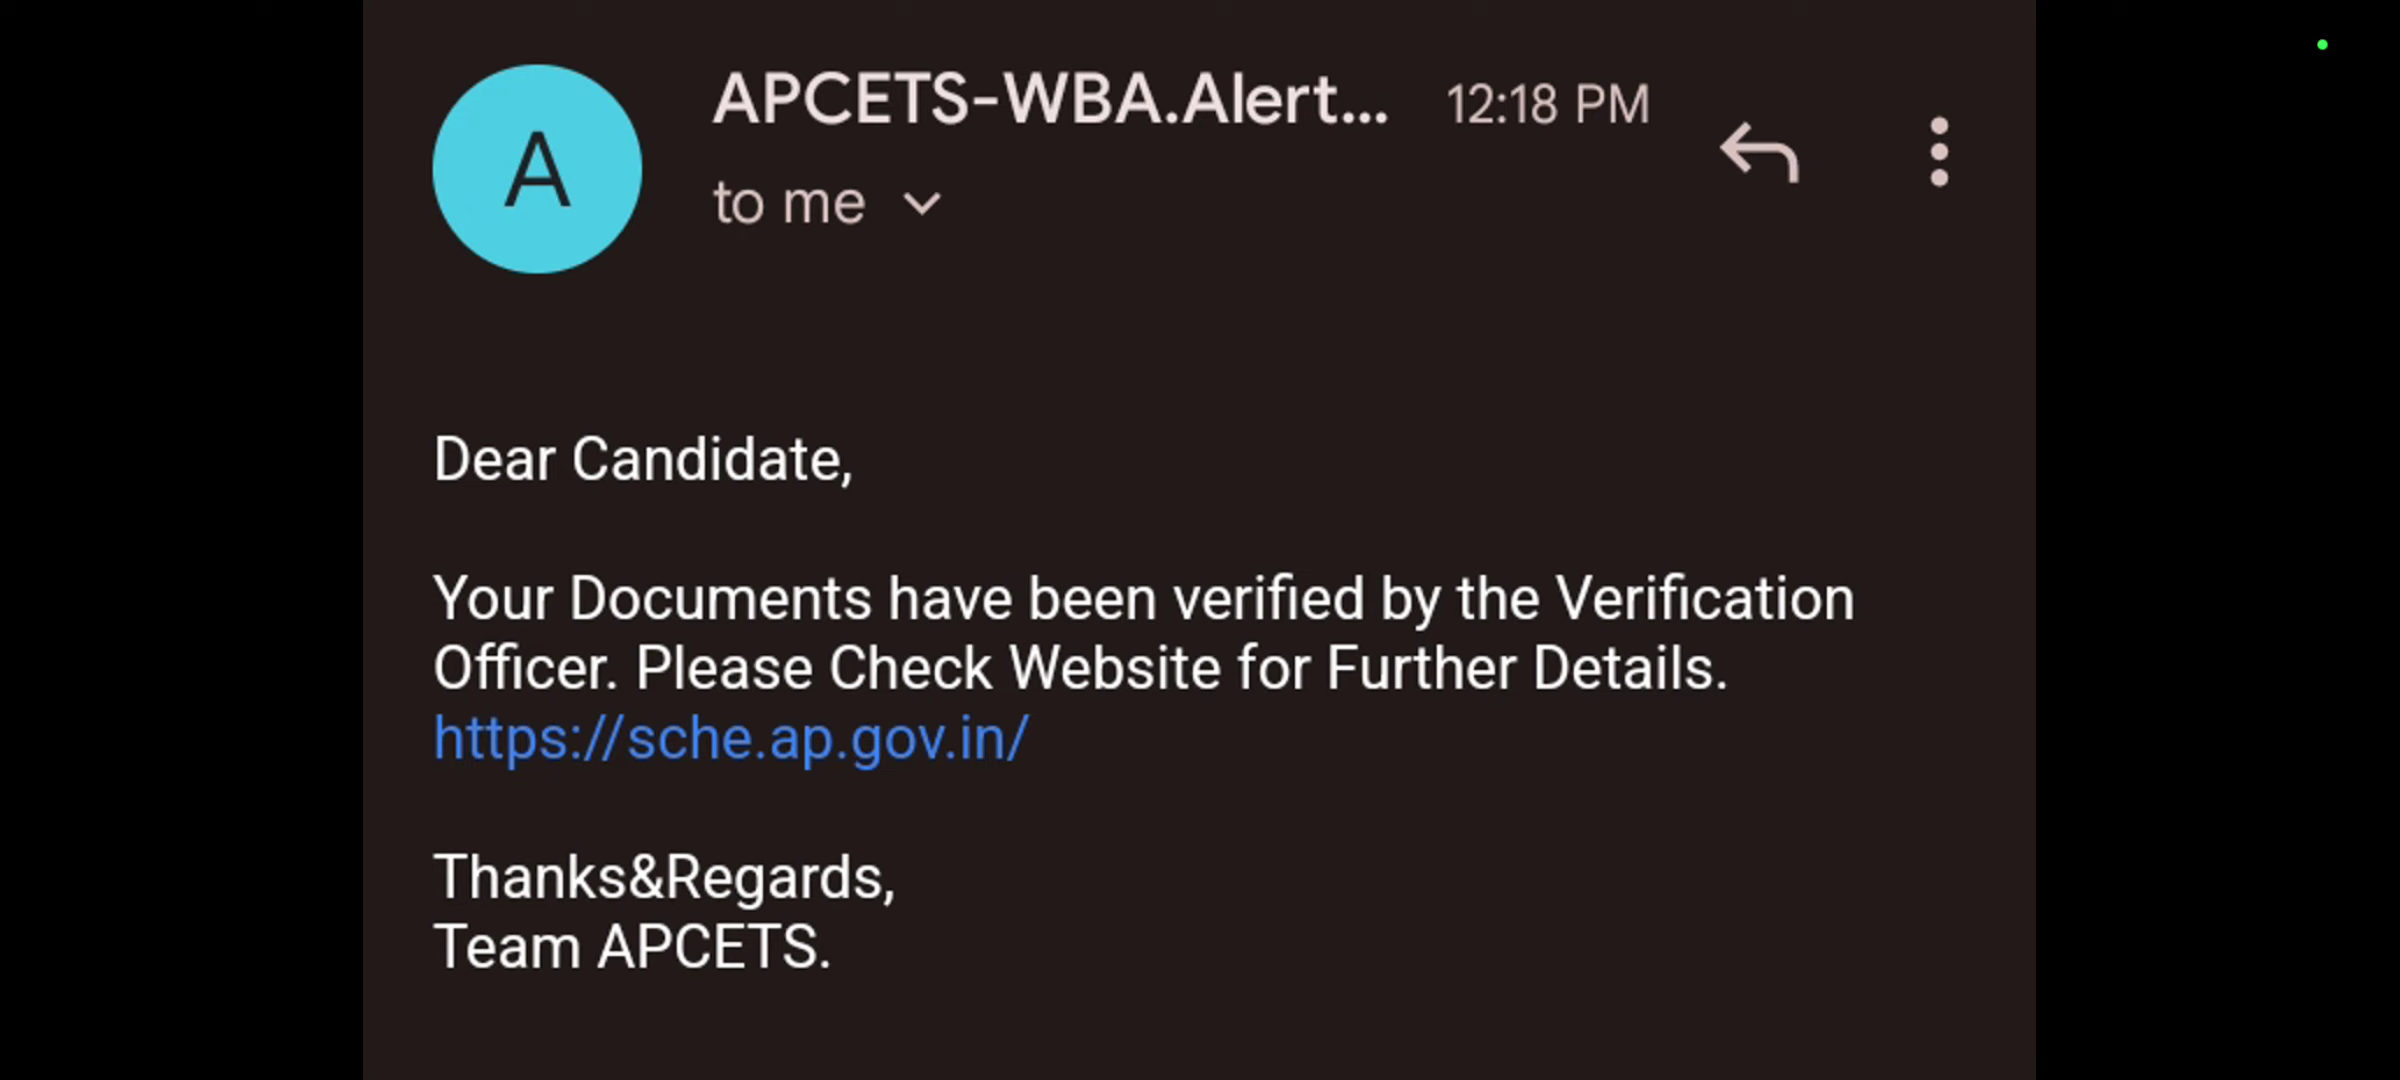 A
APCETS-WBA.Alert... 12:18 PM
to me
Dear Candidate,
Your Documents have been verified by the Verification
Officer. Please Check Website for Further Details.
https://sche.ap.gov.in/
Thanks&Regards,
Team APCETS.